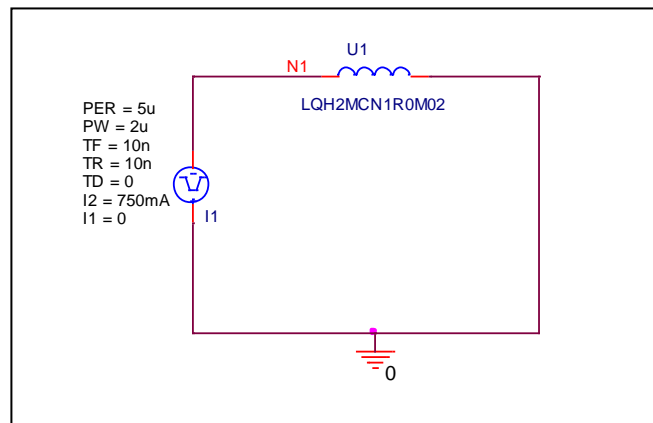 U1
N1
LQH2MCN1R0M02
PER = 5u
PW = 2u
TF = 10n
TR = 10n
TD = 0
I2 = 750mA
I1 = 0
I1
0